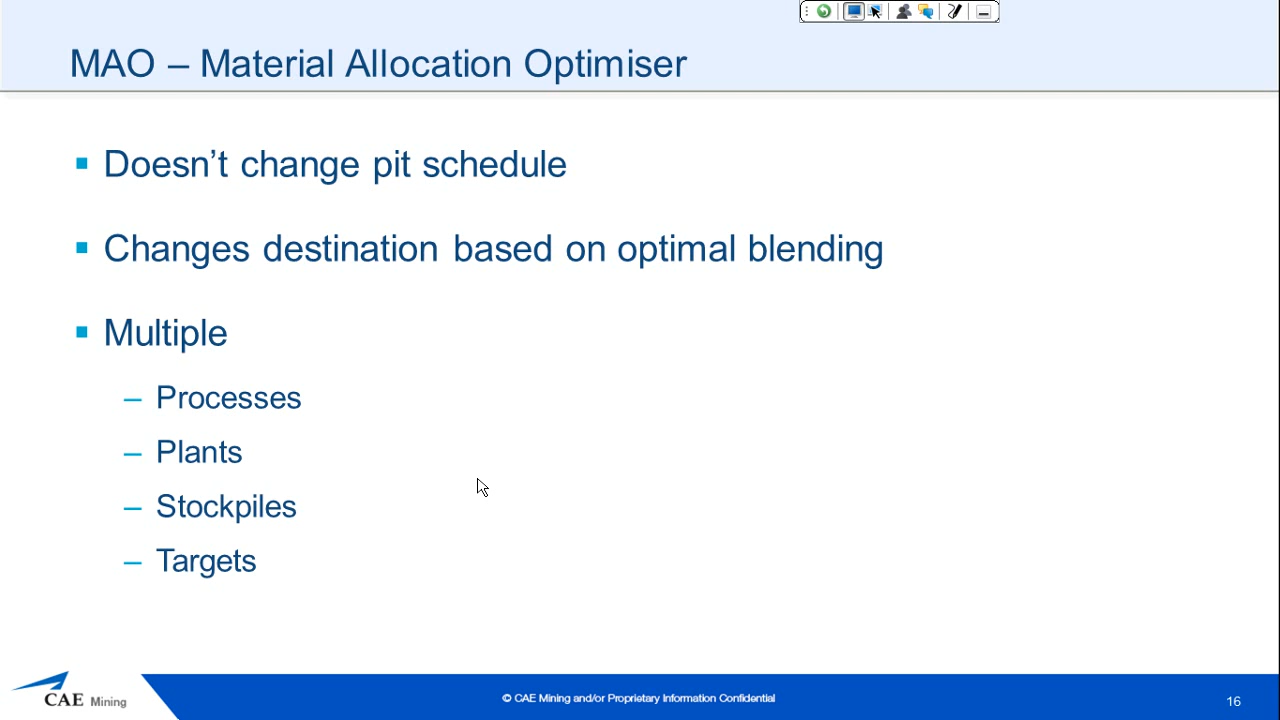 MAO – Material Allocation Optimiser
▪ Doesn’t change pit schedule
▪ Changes destination based on optimal blending
▪ Multiple
– Processes
– Plants
– Stockpiles
– Targets
CAE Mining
© CAE Mining and/or Proprietary Information Confidential
16